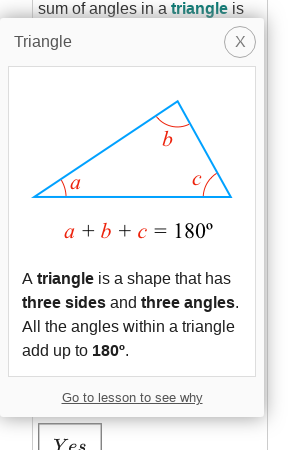 sum of angles in a triangle is
Triangle
X
b
a
c
a + b + c = 180º
A triangle is a shape that has
three sides and three angles.
All the angles within a triangle
add up to 180º.
Go to lesson to see why
Yes